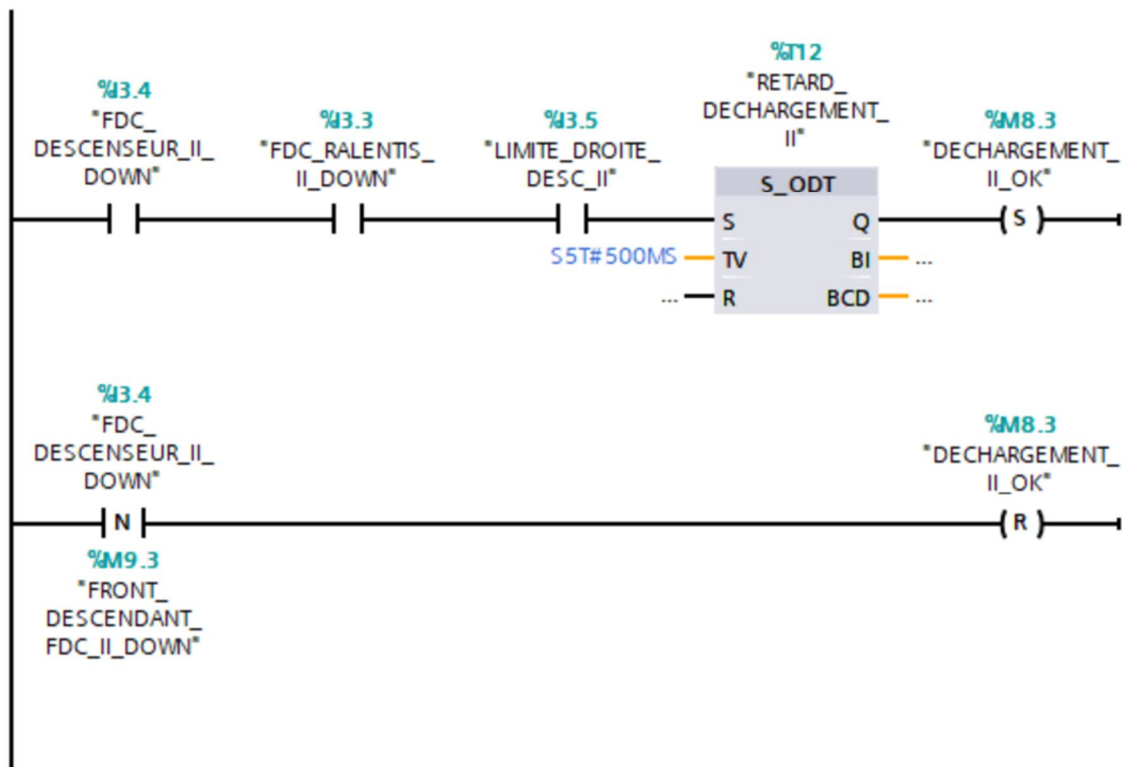 %I3.4
"FDC_
DESCENSEUR_II_
DOWN"
%I3.3
"FDC_RALENTIS_
II_DOWN"
%I3.5
"LIMITE_DROITE_
DESC_II"
%T12
"RETARD_
DECHARGEMENT_
II"
%M8.3
"DECHARGEMENT_
II_OK"
S_ODT
S Q
( S )
S5T#500MS TV BI ...
... R BCD ...
%I3.4
"FDC_
DESCENSEUR_II_
DOWN"
%M8.3
"DECHARGEMENT_
II_OK"
N
( R )
%M9.3
"FRONT_
DESCENDANT_
FDC_II_DOWN"